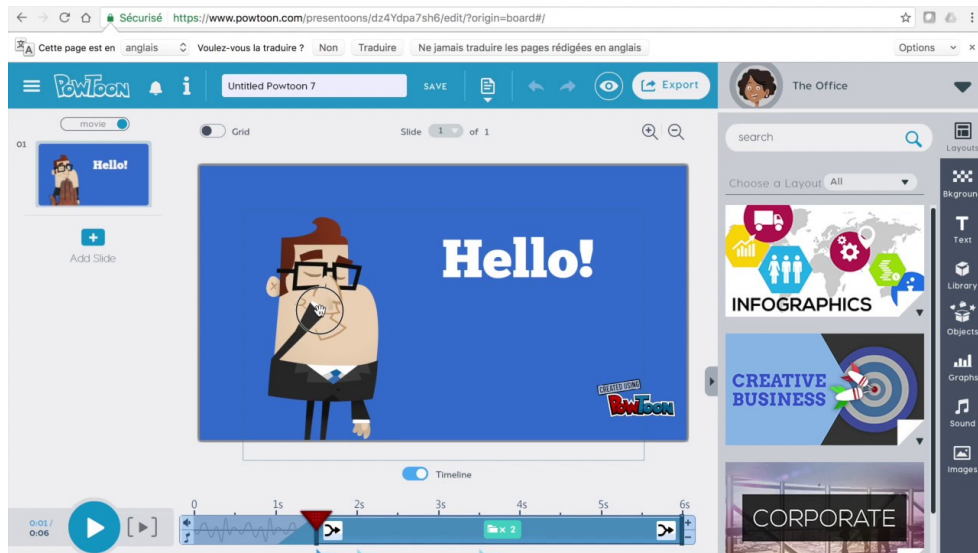 Sécurisé https://www.powtoon.com/presentoons/dz4Ydpa7sh6/edit/?origin=board#/
Cette page est en anglais Voulez-vous la traduire ? Non Traduire Ne jamais traduire les pages rédigées en anglais Options
POWTOON i Untitled Powtoon 7 SAVE Export The Office
movie Grid Slide 1 of 1 search Layouts
01 Hello! Choose a Layout All Bkgroun
Add Slide
Hello!
Text
Library
INFOGRAPHICS
Objects
Graphs
CREATIVE
BUSINESS
CREATED USING
POWTOON
Sound
Images
Timeline
0 1s 2s 3s 4s 5s 6s
0:01/
0:06
x 2
CORPORATE